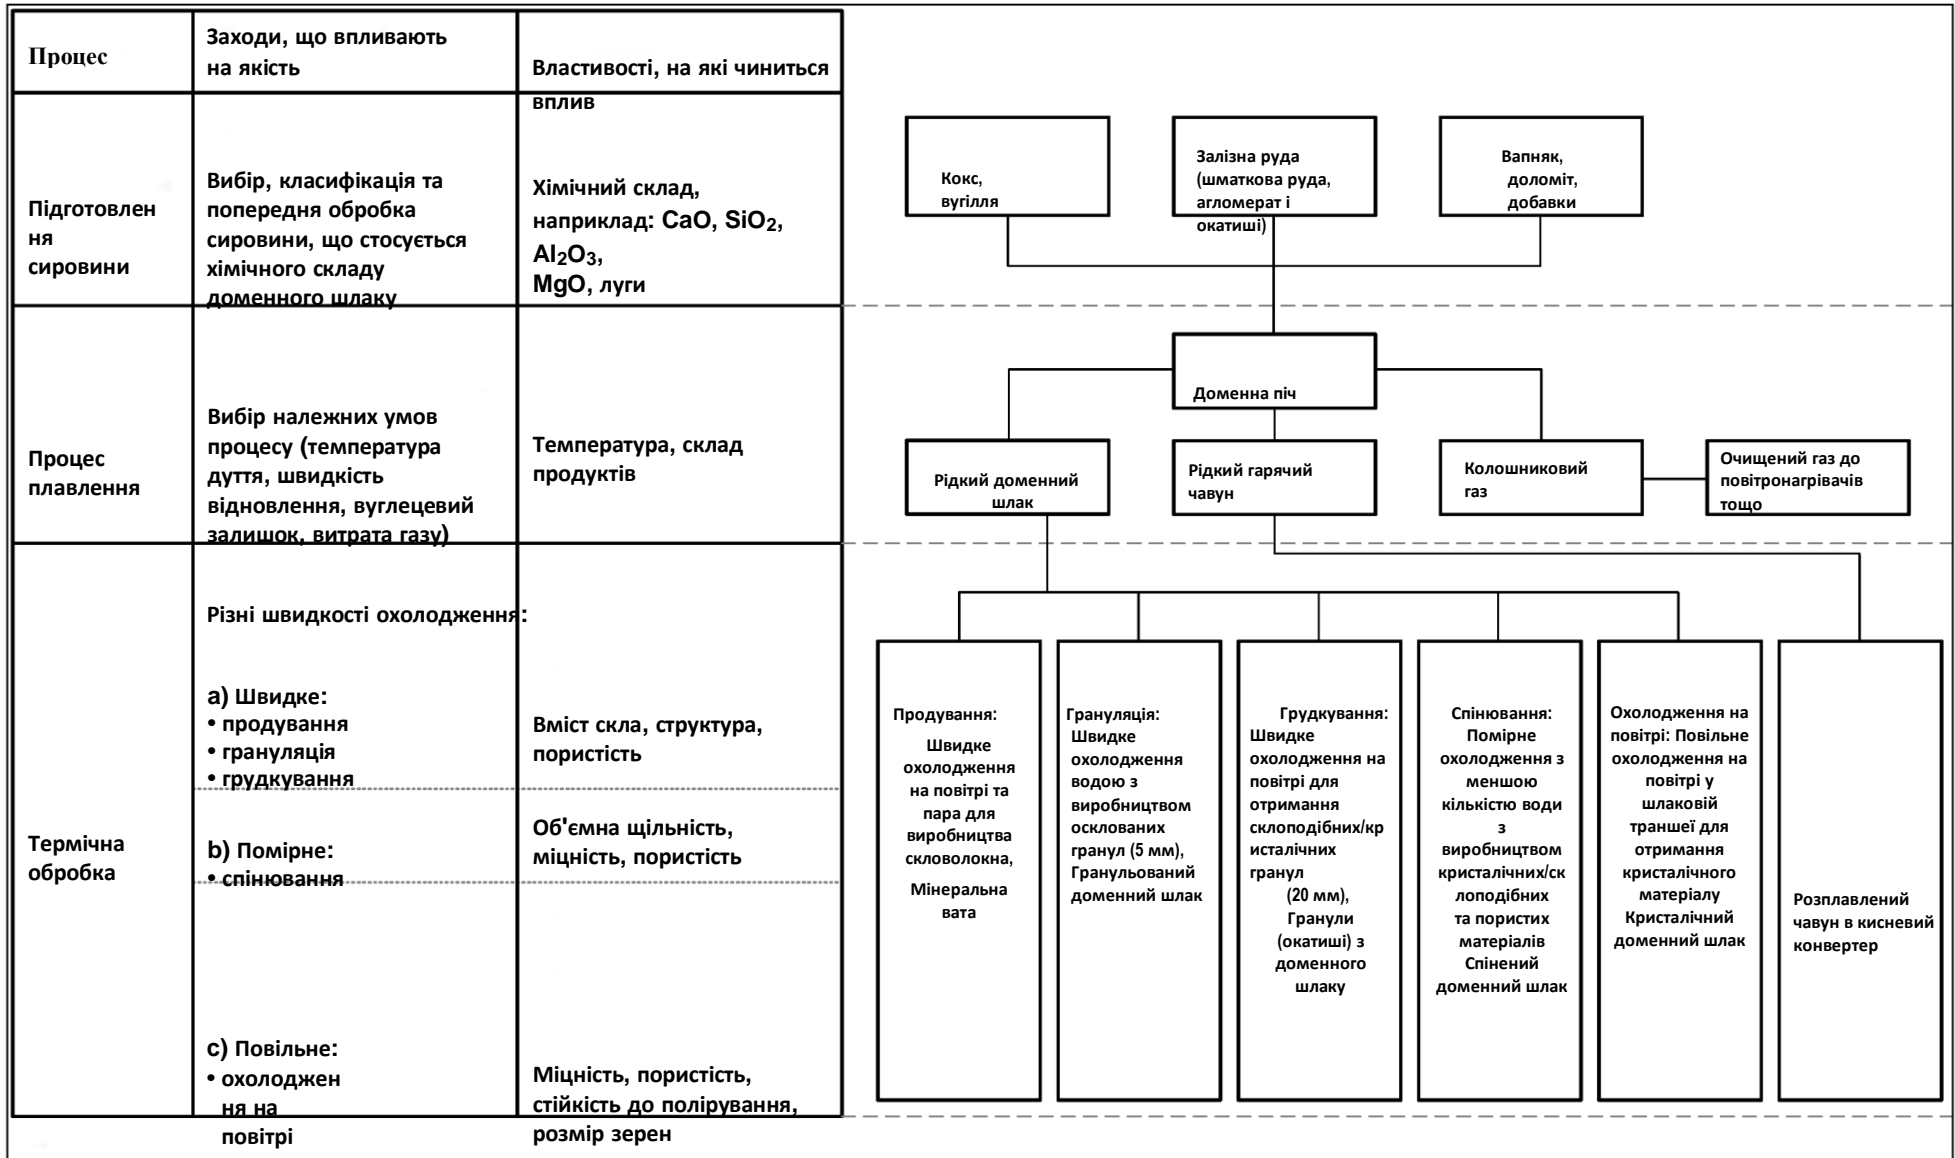 Процес
Заходи, що впливають
на якість
Властивості, на які чиниться
вплив
Підготовлен
ня
сировини
Вибір, класифікація та
попередня обробка
сировини, що стосується
хімічного складу
доменного шлаку
Хімічний склад,
наприклад: CaO, SiO2,
Al2O3,
MgO, луги
Процес
плавлення
Вибір належних умов
процесу (температура
дуття, швидкість
відновлення, вуглецевий
залишок, витрата газу)
Температура, склад
продуктів
Термічна
обробка
Різні швидкості охолодження:
a) Швидке:
• продування
• грануляція
• грудкування
Вміст скла, структура,
пористість
b) Помірне:
• спінювання
Об'ємна щільність,
міцність, пористість
c) Повільне:
• охолоджен
ня на
повітрі
Міцність, пористість,
стійкість до полірування,
розмір зерен
Кокс,
вугілля
Залізна руда
(шматкова руда,
агломерат і
окатиші)
Вапняк,
доломіт,
добавки
Доменна піч
Рідкий доменний
шлак
Рідкий гарячий
чавун
Колошниковий
газ
Очищений газ до
повітронагрівачів
тощо
Продування:
Швидке
охолодження
на повітрі та
пара для
виробництва
скловолокна,
Мінеральна
вата
Грануляція:
Швидке
охолодження
водою з
виробництвом
осклованих
гранул (5 мм),
Гранульований
доменний шлак
Грудкування:
Швидке
охолодження на
повітрі для
отримання
склоподібних/кр
исталічних
гранул
(20 мм),
Гранули
(окатиші) з
доменного
шлаку
Спінювання:
Помірне
охолодження з
меншою
кількістю води
з
виробництвом
кристалічних/ск
лоподібних
та пористих
матеріалів
Спінений
доменний шлак
Охолодження на
повітрі: Повільне
охолодження на
повітрі у
шлаковій
траншеї для
отримання
кристалічного
матеріалу
Кристалічний
доменний шлак
Розплавлений
чавун в кисневий
конвертер